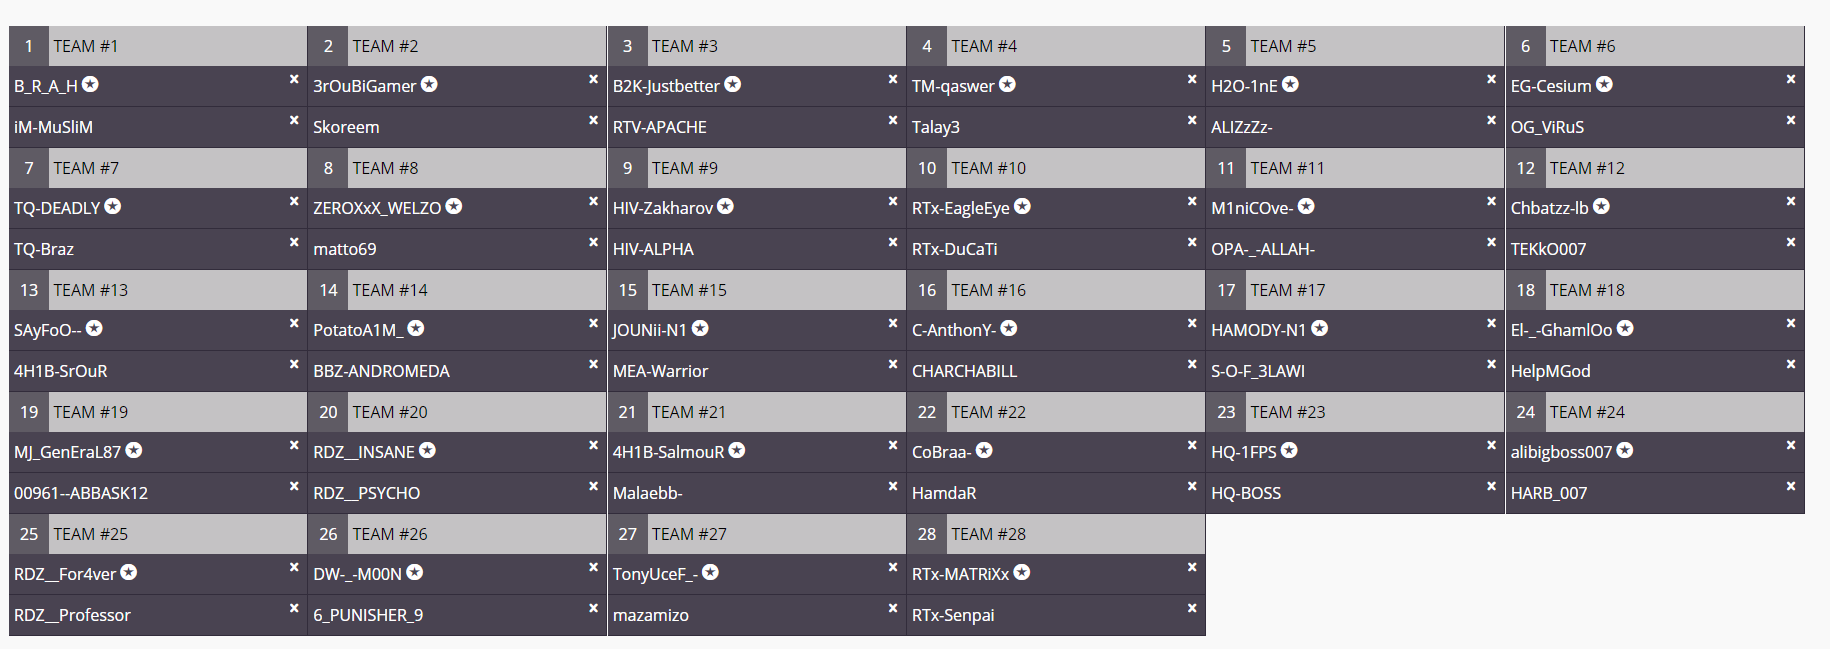 1 TEAM #1
B_R_A_H
iM-MuSliM
2 TEAM #2
3rOuBiGamer
Skoreem
3 TEAM #3
B2K-Justbetter
RTV-APACHE
4 TEAM #4
TM-qaswer
Talay3
5 TEAM #5
H2O-1nE
ALIZzZz-
6 TEAM #6
EG-Cesium
OG_ViRuS
7 TEAM #7
TQ-DEADLY
TQ-Braz
8 TEAM #8
ZEROXxX_WELZO
matto69
9 TEAM #9
HIV-Zakharov
HIV-ALPHA
10 TEAM #10
RTx-EagleEye
RTx-DuCaTi
11 TEAM #11
M1niCOve-
OPA-_-ALLAH-
12 TEAM #12
Chbatzz-lb
TEKkO007
13 TEAM #13
SAyFoO--
4H1B-SrOuR
14 TEAM #14
PotatoA1M_
BBZ-ANDROMEDA
15 TEAM #15
JOUNii-N1
MEA-Warrior
16 TEAM #16
C-AnthonY-
CHARCHABILL
17 TEAM #17
HAMODY-N1
S-O-F_3LAWI
18 TEAM #18
El-_-GhamlOo
HelpMGod
19 TEAM #19
MJ_GenEraL87
00961--ABBASK12
20 TEAM #20
RDZ__INSANE
RDZ__PSYCHO
21 TEAM #21
4H1B-SalmouR
Malaebb-
22 TEAM #22
CoBraa-
HamdaR
23 TEAM #23
HQ-1FPS
HQ-BOSS
24 TEAM #24
alibigboss007
HARB_007
25 TEAM #25
RDZ__For4ver
RDZ__Professor
26 TEAM #26
DW-_-M00N
6_PUNISHER_9
27 TEAM #27
TonyUceF_-
mazamizo
28 TEAM #28
RTx-MATRiXx
RTx-Senpai